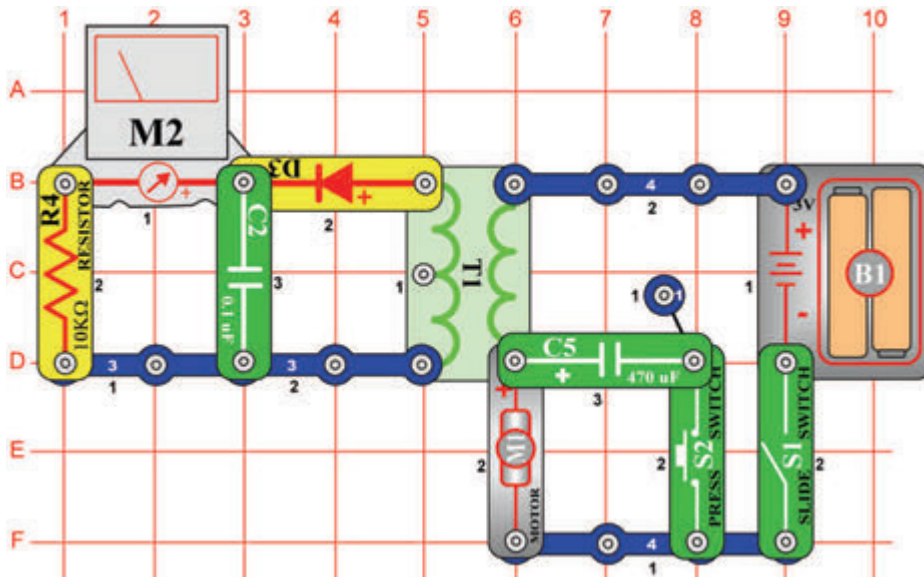 1 2 3 4 5 6 7 8 9 10
A
M2
D3
B
+
1
+
2
4
2
3V
R4
RESISTOR
10KΩ
2
C2
0.1 uF
3
C
1
T1
1
1
1
+
-
B1
D
3
1
3
2
C5
+
470 uF
3
+
E
2
M1
MOTOR
2
S2
PRESS SWITCH
S1
SLIDE SWITCH
2
F
4
1